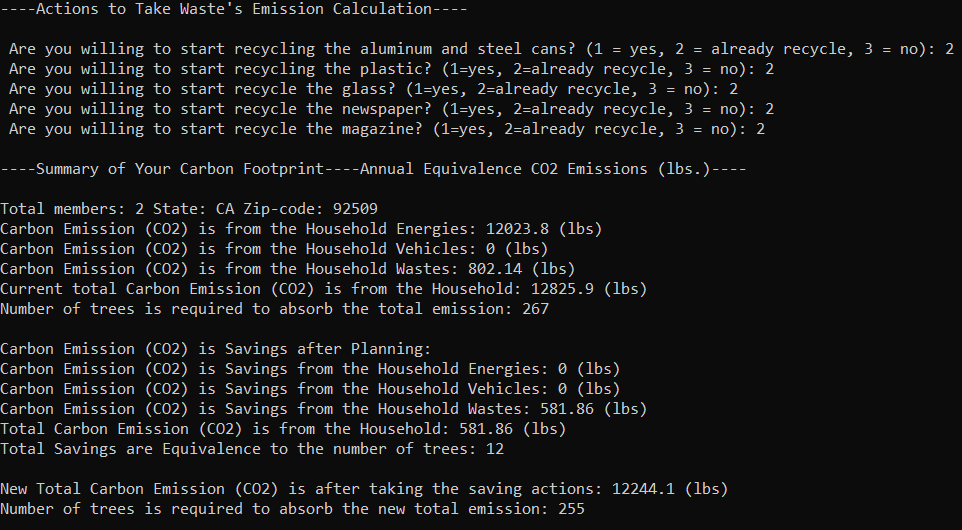 ----Actions to Take Waste's Emission Calculation----
Are you willing to start recycling the aluminum and steel cans? (1 = yes, 2 = already recycle, 3 = no): 2
Are you willing to start recycling the plastic? (1=yes, 2=already recycle, 3 = no): 2
Are you willing to start recycle the glass? (1=yes, 2=already recycle, 3 = no): 2
Are you willing to start recycle the newspaper? (1=yes, 2=already recycle, 3 = no): 2
Are you willing to start recycle the magazine? (1=yes, 2=already recycle, 3 = no): 2
----Summary of Your Carbon Footprint----Annual Equivalence CO2 Emissions (lbs.)----
Total members: 2 State: CA Zip-code: 92509
Carbon Emission (CO2) is from the Household Energies: 12023.8 (lbs)
Carbon Emission (CO2) is from the Household Vehicles: 0 (lbs)
Carbon Emission (CO2) is from the Household Wastes: 802.14 (lbs)
Current total Carbon Emission (CO2) is from the Household: 12825.9 (lbs)
Number of trees is required to absorb the total emission: 267
Carbon Emission (CO2) is Savings after Planning:
Carbon Emission (CO2) is Savings from the Household Energies: 0 (lbs)
Carbon Emission (CO2) is Savings from the Household Vehicles: 0 (lbs)
Carbon Emission (CO2) is Savings from the Household Wastes: 581.86 (lbs)
Total Carbon Emission (CO2) is from the Household: 581.86 (lbs)
Total Savings are Equivalence to the number of trees: 12
New Total Carbon Emission (CO2) is after taking the saving actions: 12244.1 (lbs)
Number of trees is required to absorb the new total emission: 255